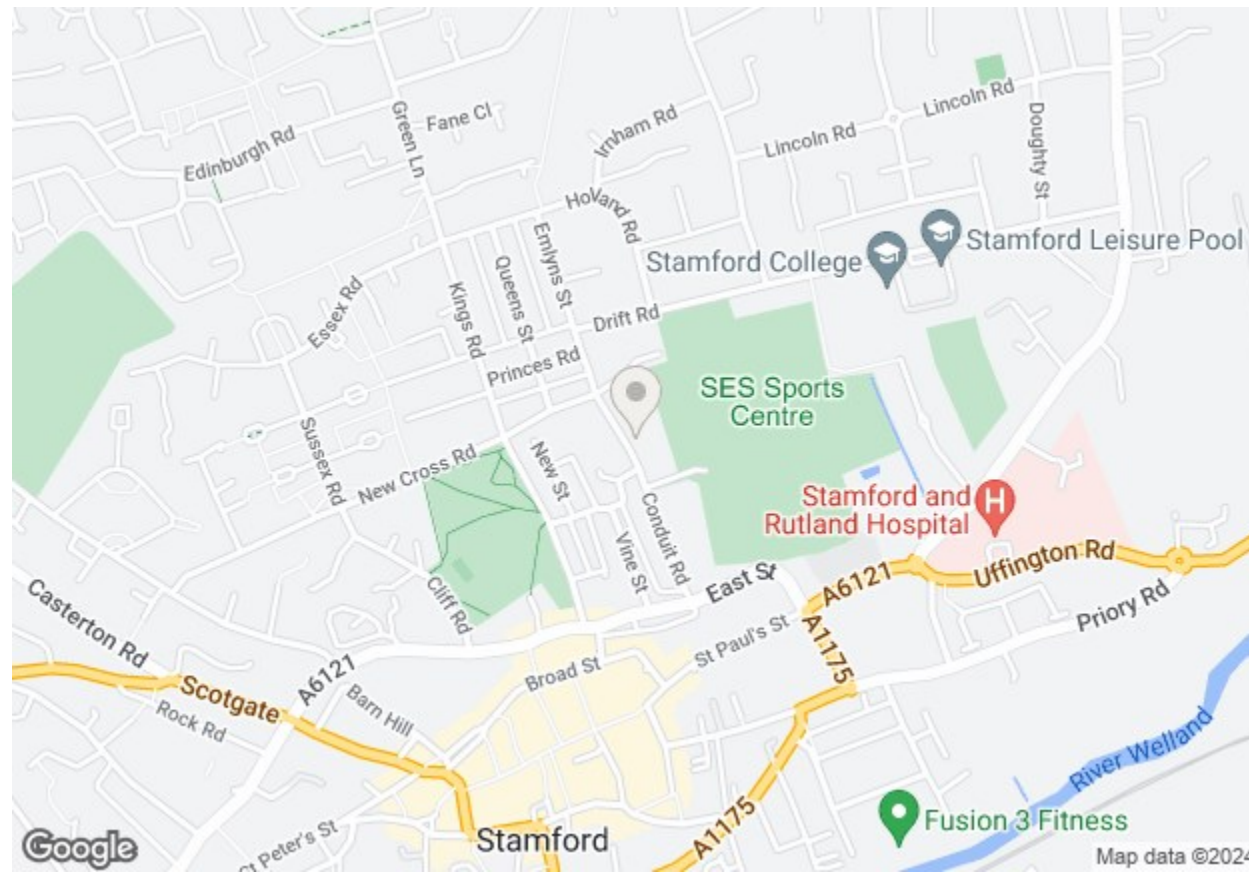 Lincoln Rd
Fane Cl
Green Ln
Irnham Rd
Doughty St
Edinburgh Rd
Lincoln Rd
Holland Rd
Emlyns St
Stamford Leisure Pool
Stamford College
Queens St
Essex Rd
Kings Rd
Drift Rd
Princes Rd
SES Sports
Centre
Sussex Rd
New Cross Rd
New St
Stamford and
Rutland Hospital
Conduit Rd
Vine St
Uffington Rd
East St
A6121
Cliff Rd
Casterton Rd
Priory Rd
St Paul's St
A1175
Broad St
A6121
Scotgate
Barn Hill
Rock Rd
River Welland
Fusion 3 Fitness
A1175
Stamford
St Peter's St
Google
Map data ©2024